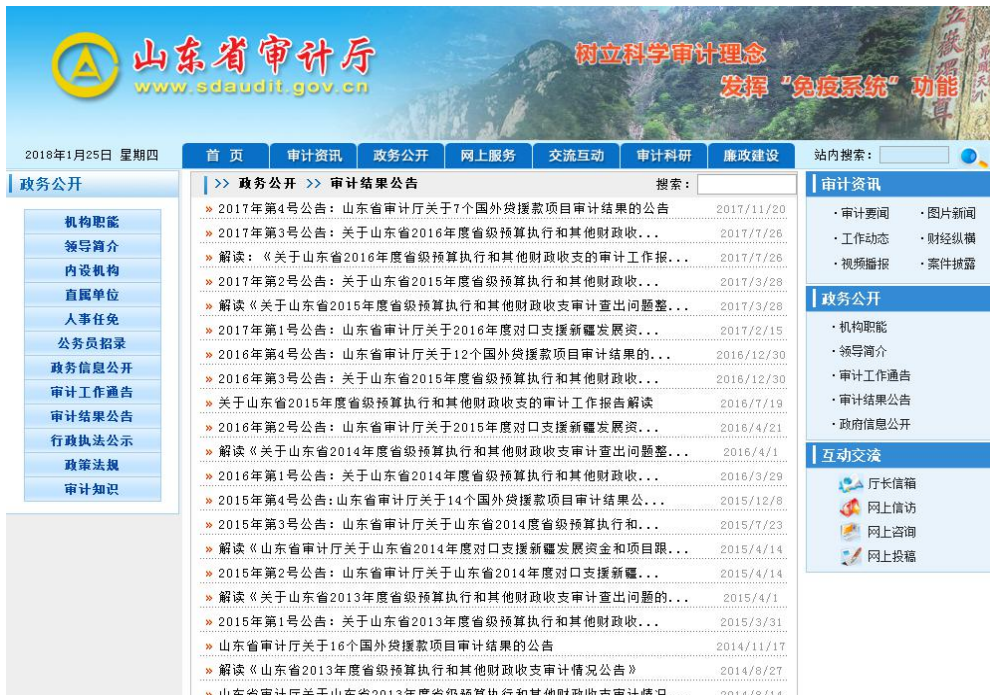 山东省审计厅
www.sdaudit.gov.cn
树立科学审计理念
发挥“免疫系统”功能
五嶽獨尊
2018年1月25日 星期四
首 页 审计资讯 政务公开 网上服务 交流互动 审计科研 廉政建设
站内搜索：
政务公开
机构职能
领导简介
内设机构
直属单位
人事任免
公务员招录
政务信息公开
审计工作通告
审计结果公告
行政执法公示
政策法规
审计知识
>> 政务公开 >> 审计结果公告 搜索：
» 2017年第4号公告：山东省审计厅关于7个国外贷援款项目审计结果的公告 2017/11/20
» 2017年第3号公告：关于山东省2016年度省级预算执行和其他财政收... 2017/7/26
» 解读：《关于山东省2016年度省级预算执行和其他财政收支的审计工作报... 2017/7/26
» 2017年第2号公告：关于山东省2015年度省级预算执行和其他财政收... 2017/3/28
» 解读《关于山东省2015年度省级预算执行和其他财政收支审计查出问题整... 2017/3/28
» 2017年第1号公告：山东省审计厅关于2016年度对口支援新疆发展资... 2017/2/15
» 2016年第4号公告：山东省审计厅关于12个国外贷援款项目审计结果的... 2016/12/30
» 2016年第3号公告：关于山东省2015年度省级预算执行和其他财政收... 2016/12/30
» 关于山东省2015年度省级预算执行和其他财政收支的审计工作报告解读 2016/7/19
» 2016年第2号公告：山东省审计厅关于2015年度对口支援新疆发展资... 2016/4/21
» 解读《关于山东省2014年度省级预算执行和其他财政收支审计查出问题整... 2016/4/1
» 2016年第1号公告：关于山东省2014年度省级预算执行和其他财政收... 2016/3/29
» 2015年第4号公告:山东省审计厅关于14个国外贷援款项目审计结果公... 2015/12/8
» 2015年第3号公告：山东省审计厅关于山东省2014度省级预算执行和... 2015/7/23
» 解读《山东省审计厅关于山东省2014年度对口支援新疆发展资金和项目跟... 2015/4/14
» 2015年第2号公告：山东省审计厅关于山东省2014年度对口支援新疆... 2015/4/14
» 解读《关于山东省2013年度省级预算执行和其他财政收支审计查出问题的... 2015/4/1
» 2015年第1号公告：关于山东省2013年度省级预算执行和其他财政收... 2015/3/31
» 山东省审计厅关于16个国外贷援款项目审计结果的公告 2014/11/17
» 解读《山东省2013年度省级预算执行和其他财政收支审计情况公告》 2014/8/27
» 山东省审计厅关于山东省2013年度省级预算执行和其他财政收支审计情况... 2014/8/14
审计资讯
·审计要闻 ·图片新闻
·工作动态 ·财经纵横
·视频播报 ·案件披露
政务公开
·机构职能
·领导简介
·审计工作通告
·审计结果公告
·政府信息公开
互动交流
厅长信箱
网上信访
网上咨询
网上投稿